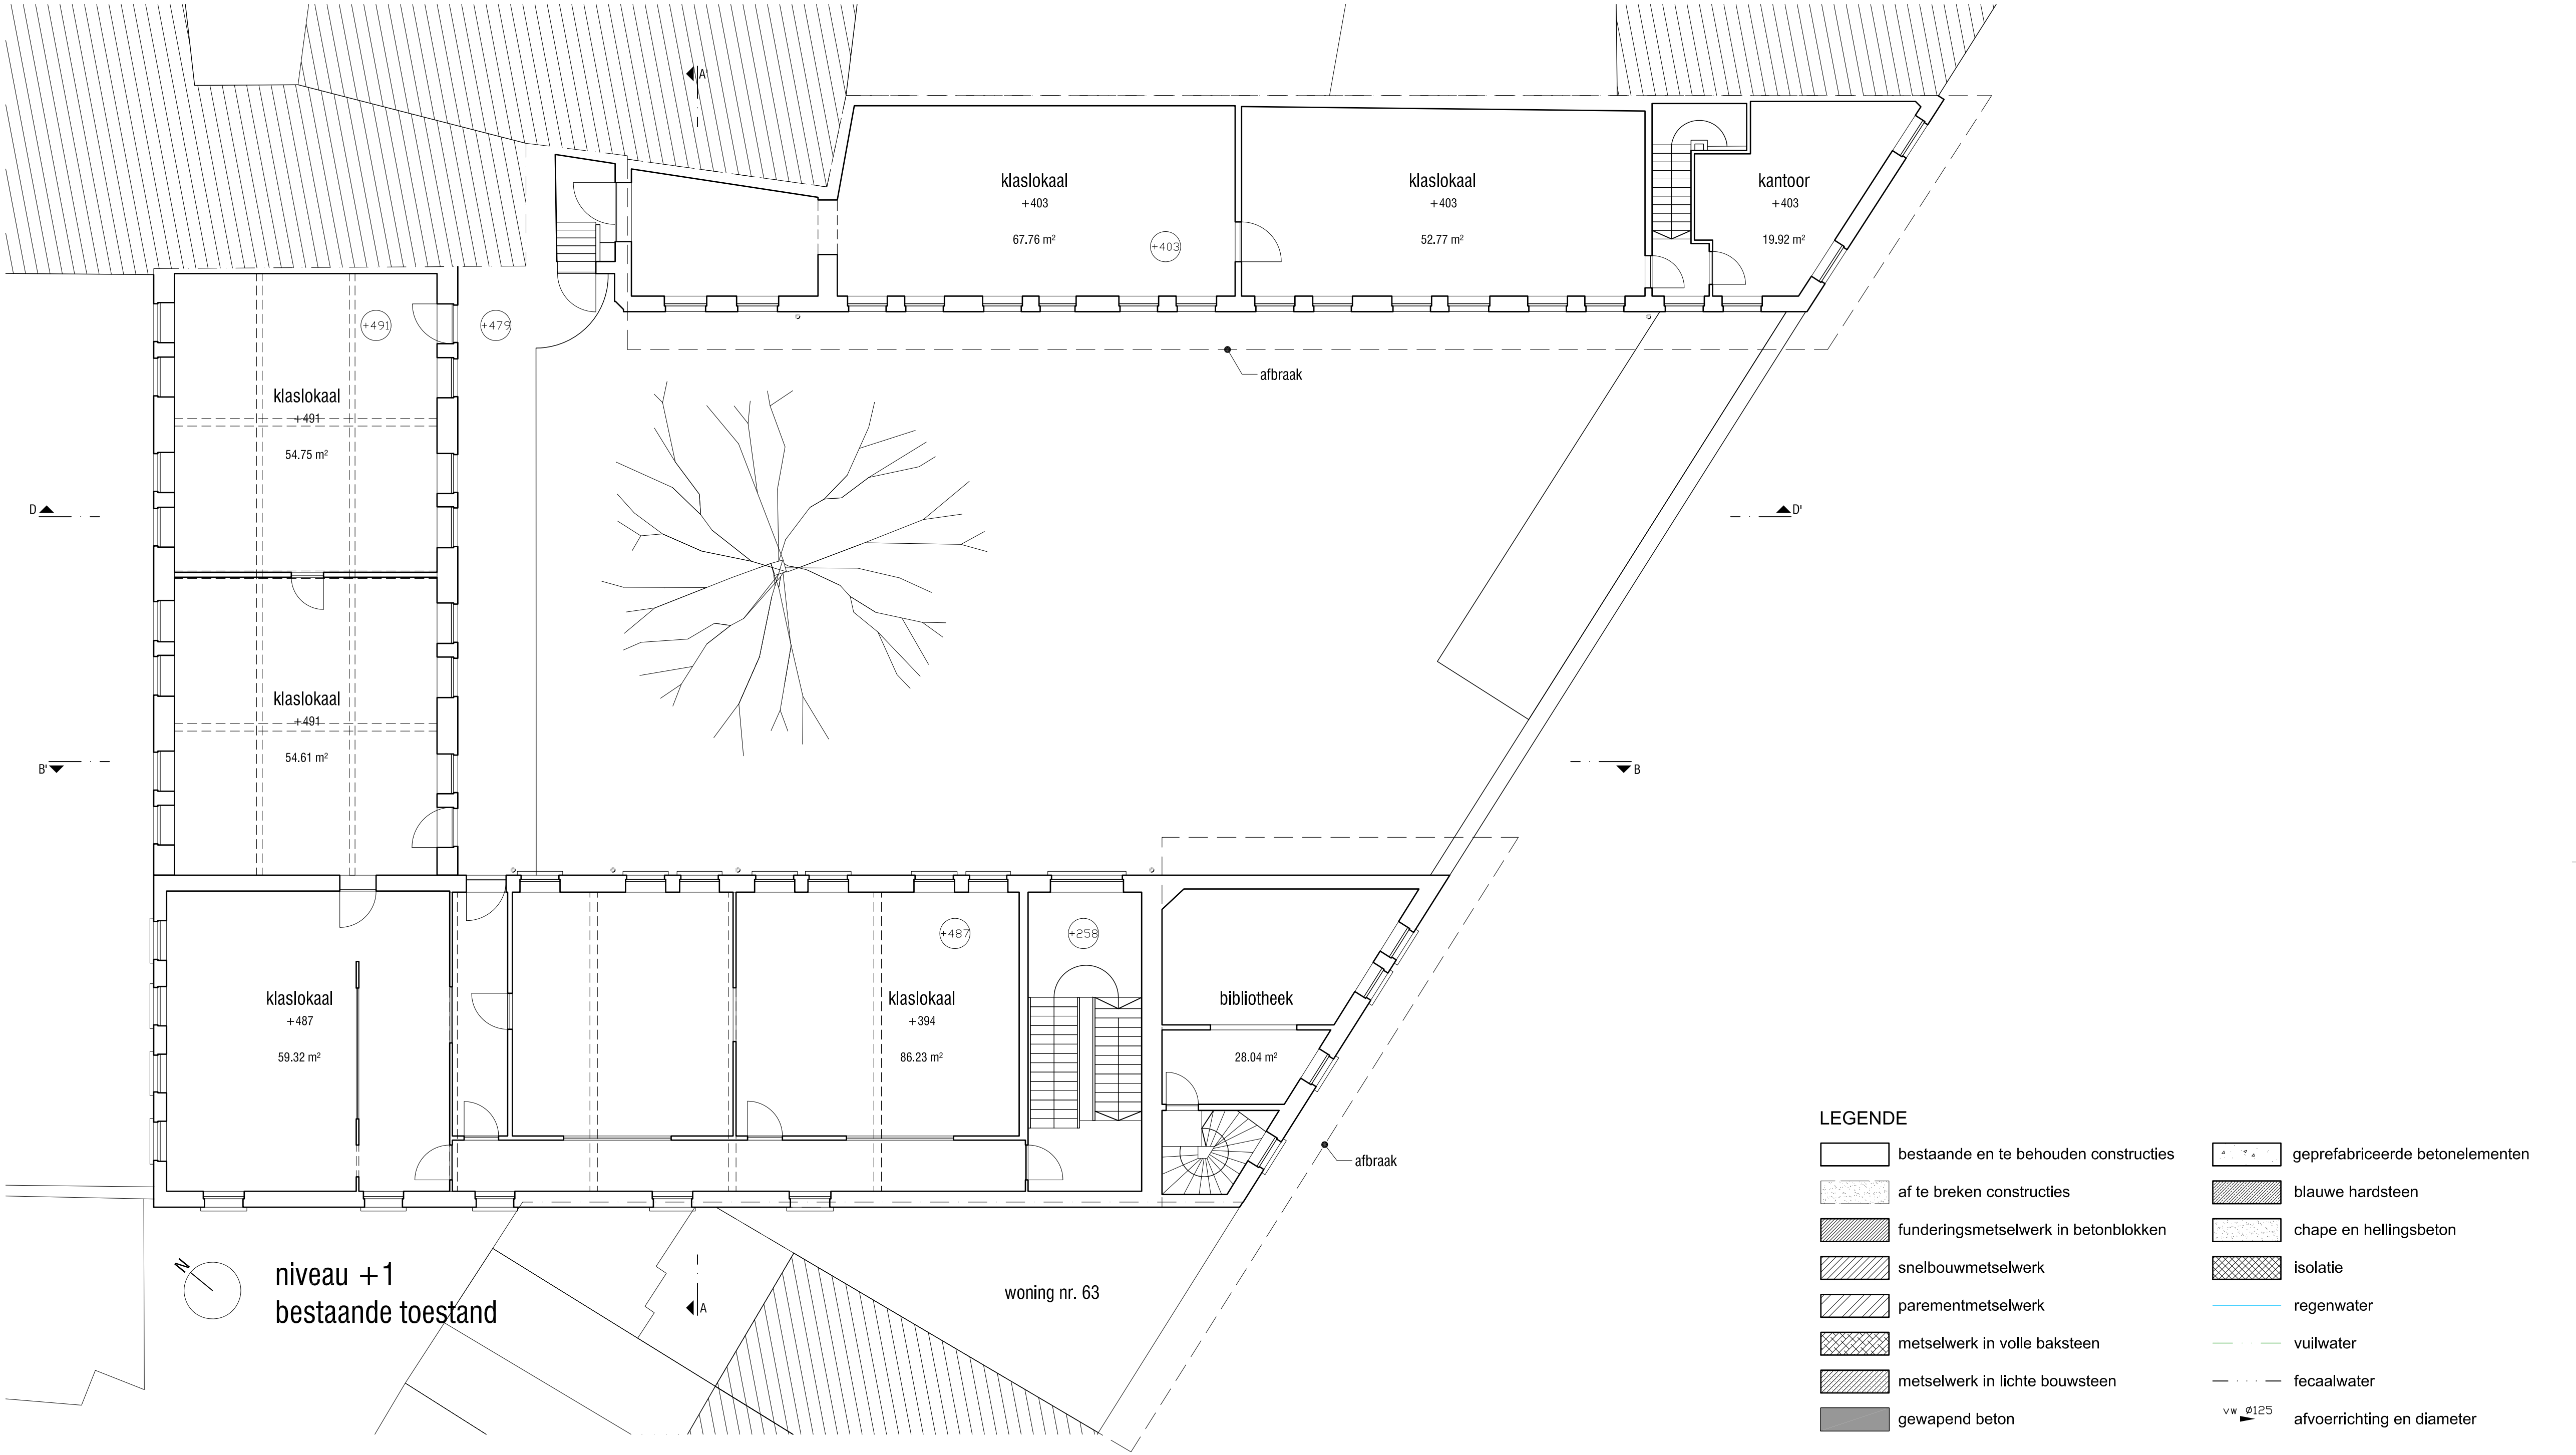 A'
klaslokaal
+403
67.76 m²
+403
klaslokaal
+403
52.77 m²
kantoor
+403
19.92 m²
+491
+479
afbraak
klaslokaal
+491
54.75 m²
D
D'
klaslokaal
+491
54.61 m²
B'
B
+487
+258
klaslokaal
+487
59.32 m²
klaslokaal
+394
86.23 m²
bibliotheek
28.04 m²
afbraak
N
niveau +1
bestaande toestand
A
woning nr. 63
LEGENDE
bestaande en te behouden constructies
af te breken constructies
funderingsmetselwerk in betonblokken
snelbouwmetselwerk
parementmetselwerk
metselwerk in volle baksteen
metselwerk in lichte bouwsteen
gewapend beton
geprefabriceerde betonelementen
blauwe hardsteen
chape en hellingsbeton
isolatie
regenwater
vuilwater
fecaalwater
vw ø125
afvoerrichting en diameter